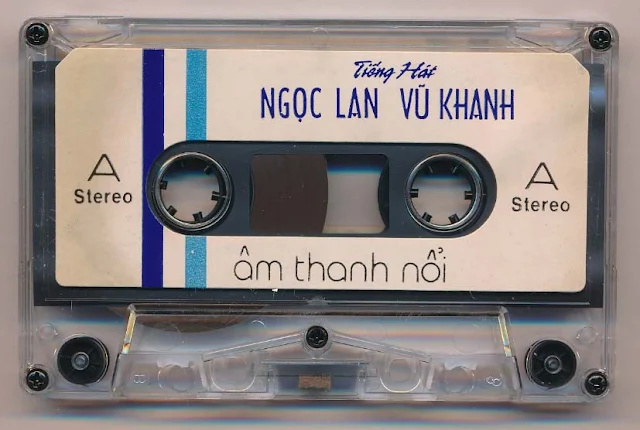 Tiếng Hát
NGỌC LAN VŨ KHANH
A
Stereo
A
Stereo
âm thanh nổi